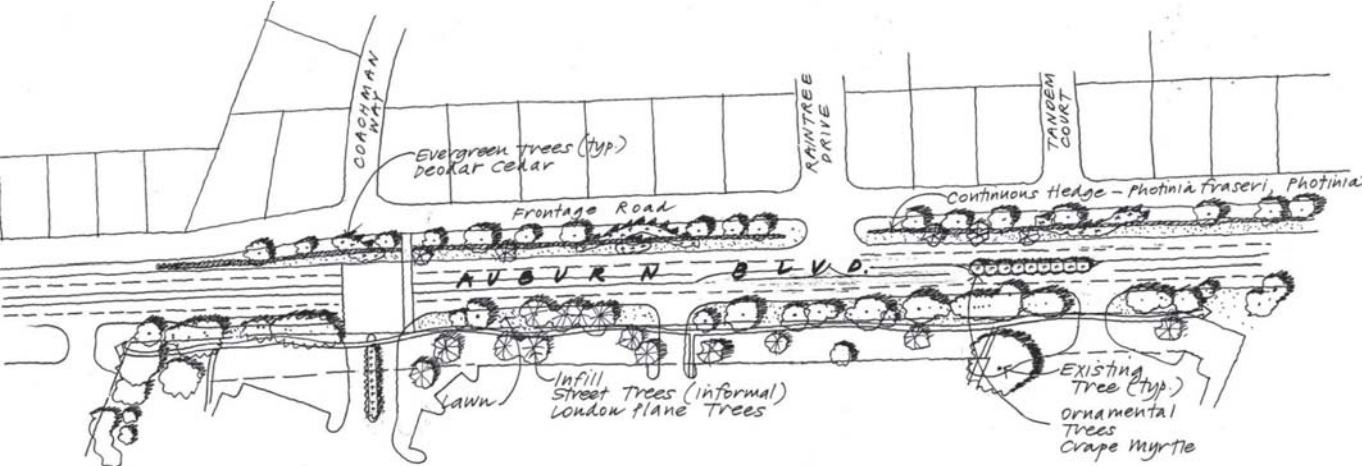 COACHMAN
WAY
RAINTREE
DRIVE
TANDEM
COURT
Evergreen Trees (typ.)
Deodar Cedar
Continuous Hedge - Photinia fraseri, Photinia
Frontage Road
AUBURN BLVD.
Lawn
Infill
Street Trees (informal)
London Plane Trees
Existing
Tree (typ.)
Ornamental
Trees
Crape Myrtle